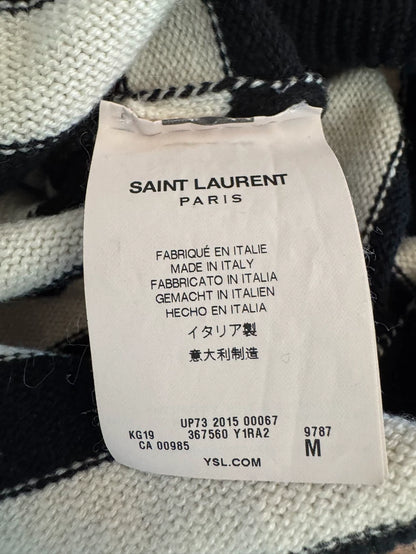 SAINT LAURENT
PARIS
FABRIQUÉ EN ITALIE
MADE IN ITALY
FABBRICATO IN ITALIA
GEMACHT IN ITALIEN
HECHO EN ITALIA
イタリア製
意大利制造
UP73 2015 00067
KG19 367560 Y1RA2 9787
CA 00985 M
YSL.COM